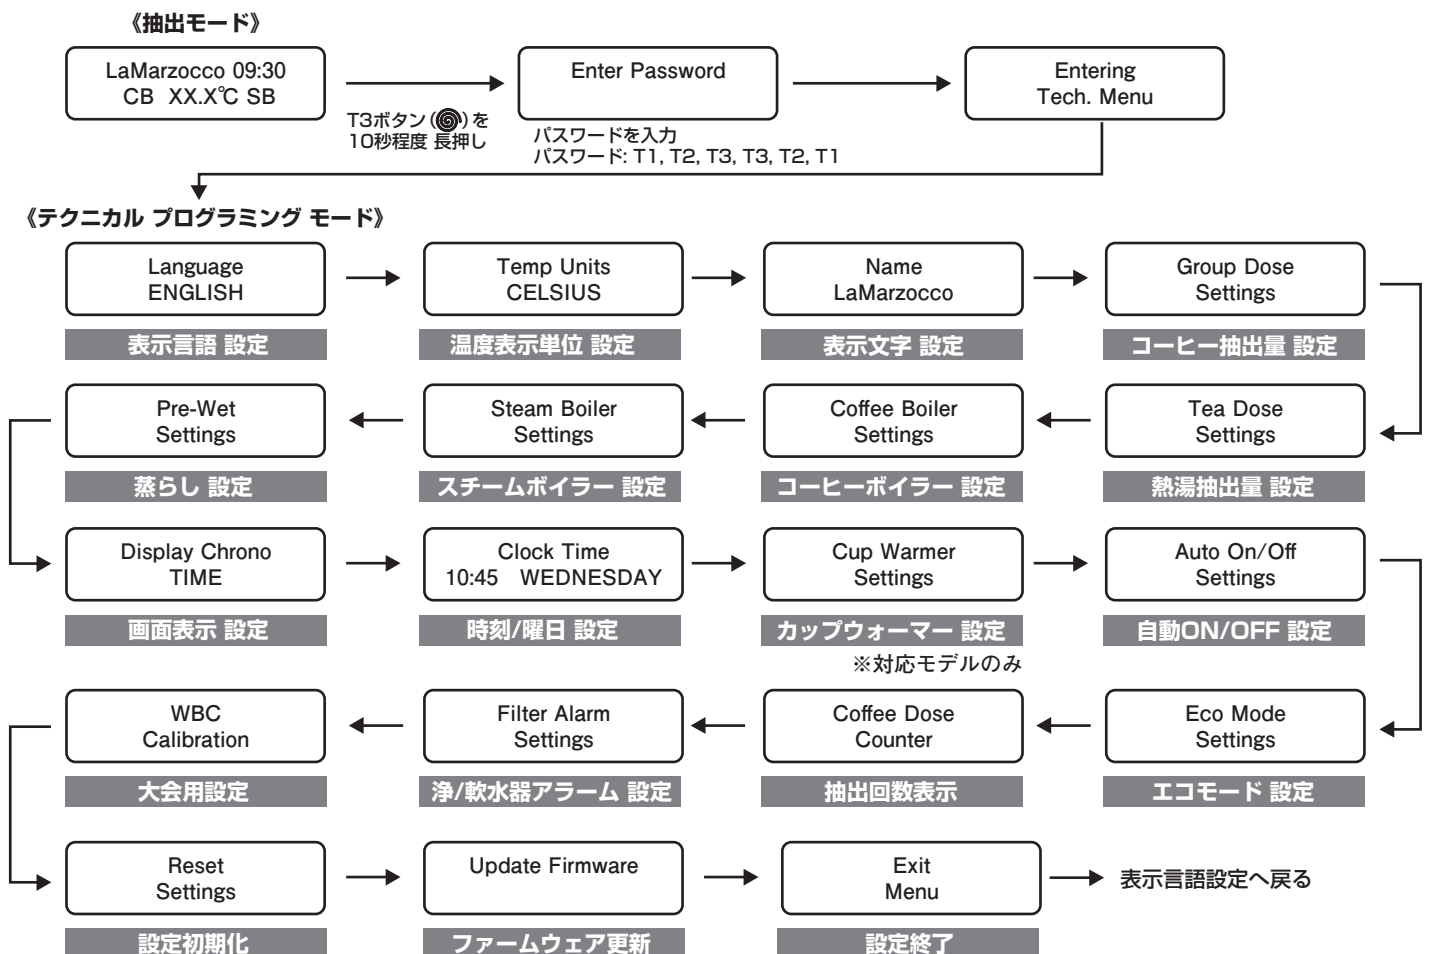 《抽出モード》
LaMarzocco 09:30
CB XX.X℃ SB
T3ボタン( )を
10秒程度 長押し
Enter Password
パスワードを入力
パスワード: T1, T2, T3, T3, T2, T1
Entering
Tech. Menu
《テクニカル プログラミング モード》
Language
ENGLISH
表示言語 設定
Temp Units
CELSIUS
温度表示単位 設定
Name
LaMarzocco
表示文字 設定
Group Dose
Settings
コーヒー抽出量 設定
Tea Dose
Settings
熱湯抽出量 設定
Coffee Boiler
Settings
コーヒーボイラー 設定
Steam Boiler
Settings
スチームボイラー 設定
Pre-Wet
Settings
蒸らし 設定
Display Chrono
TIME
画面表示 設定
Clock Time
10:45 WEDNESDAY
時刻/曜日 設定
Cup Warmer
Settings
カップウォーマー 設定
※対応モデルのみ
Auto On/Off
Settings
自動ON/OFF 設定
Eco Mode
Settings
エコモード 設定
Coffee Dose
Counter
抽出回数表示
Filter Alarm
Settings
浄/軟水器アラーム 設定
WBC
Calibration
大会用設定
Reset
Settings
設定初期化
Update Firmware
ファームウェア更新
Exit
Menu
設定終了
表示言語設定へ戻る